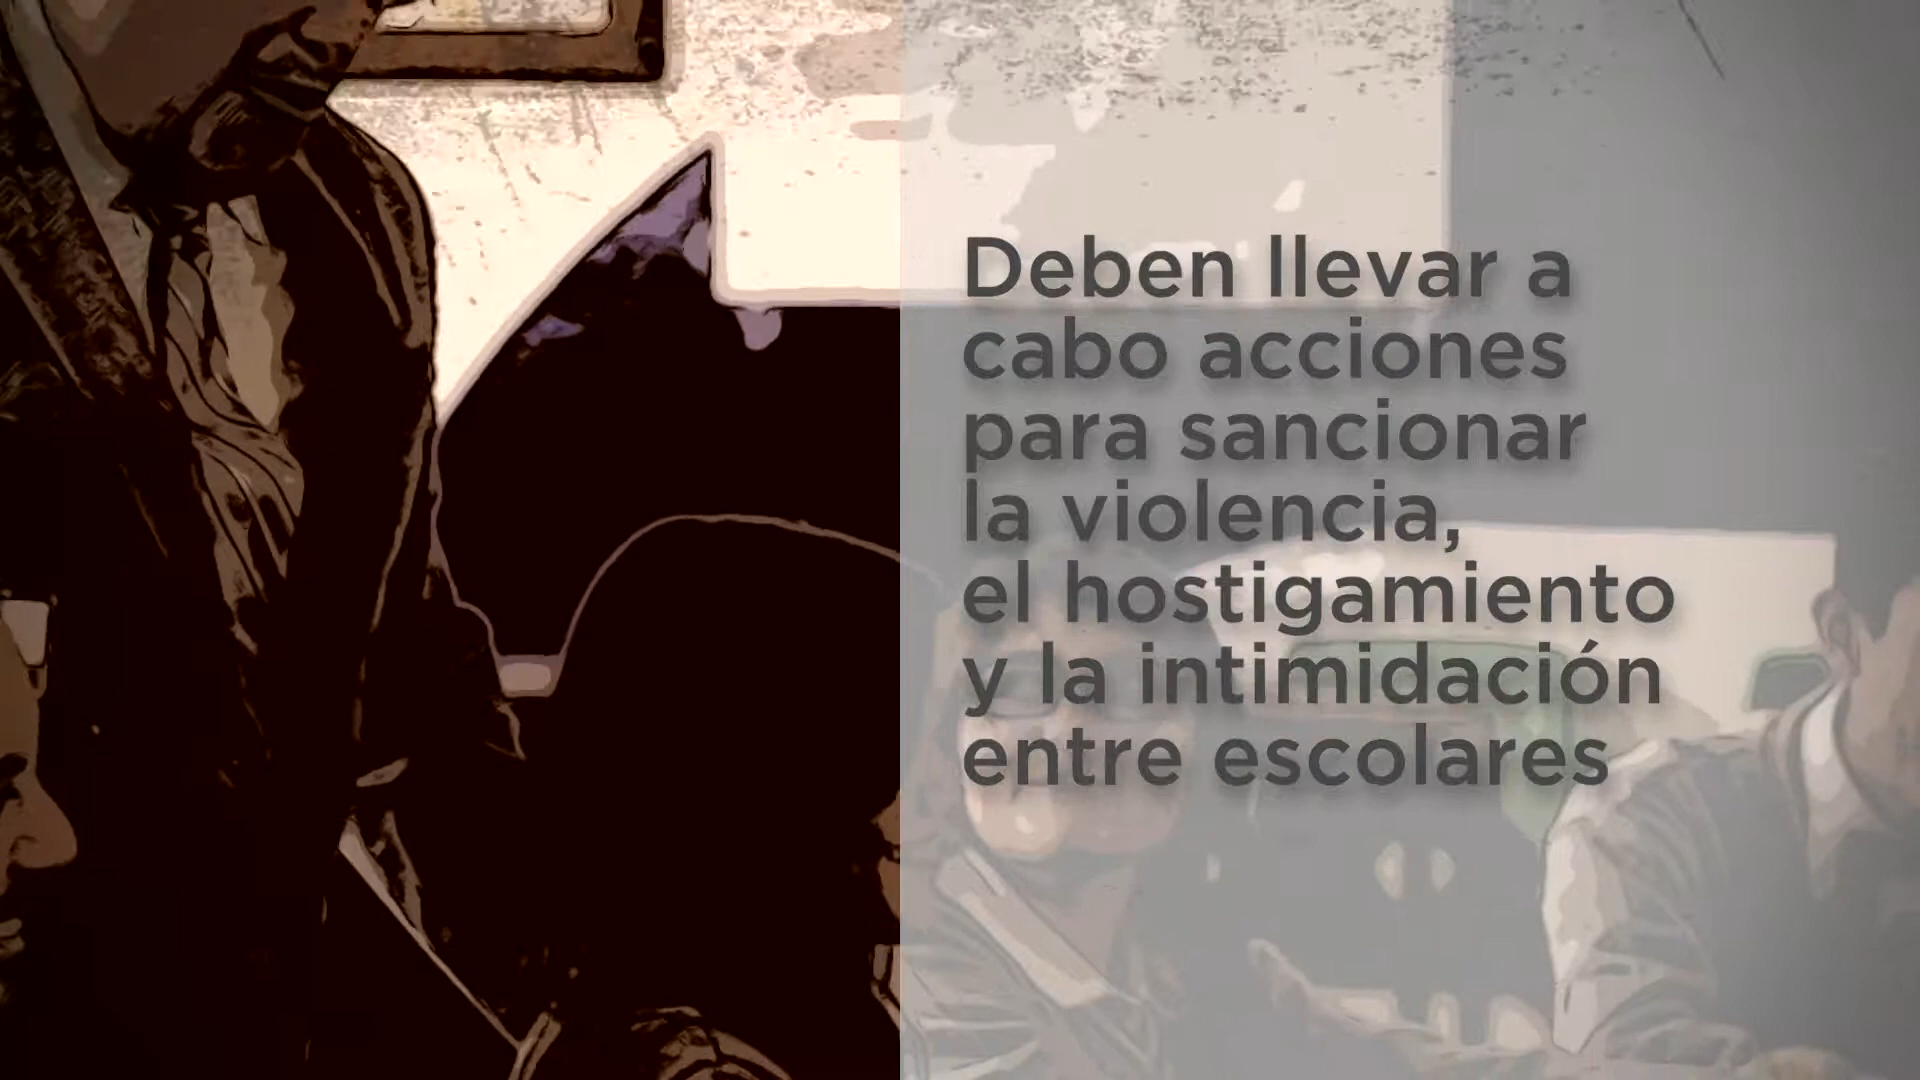 Deben llevar a
cabo acciones
para sancionar
la violencia,
el hostigamiento
y la intimidación
entre escolares